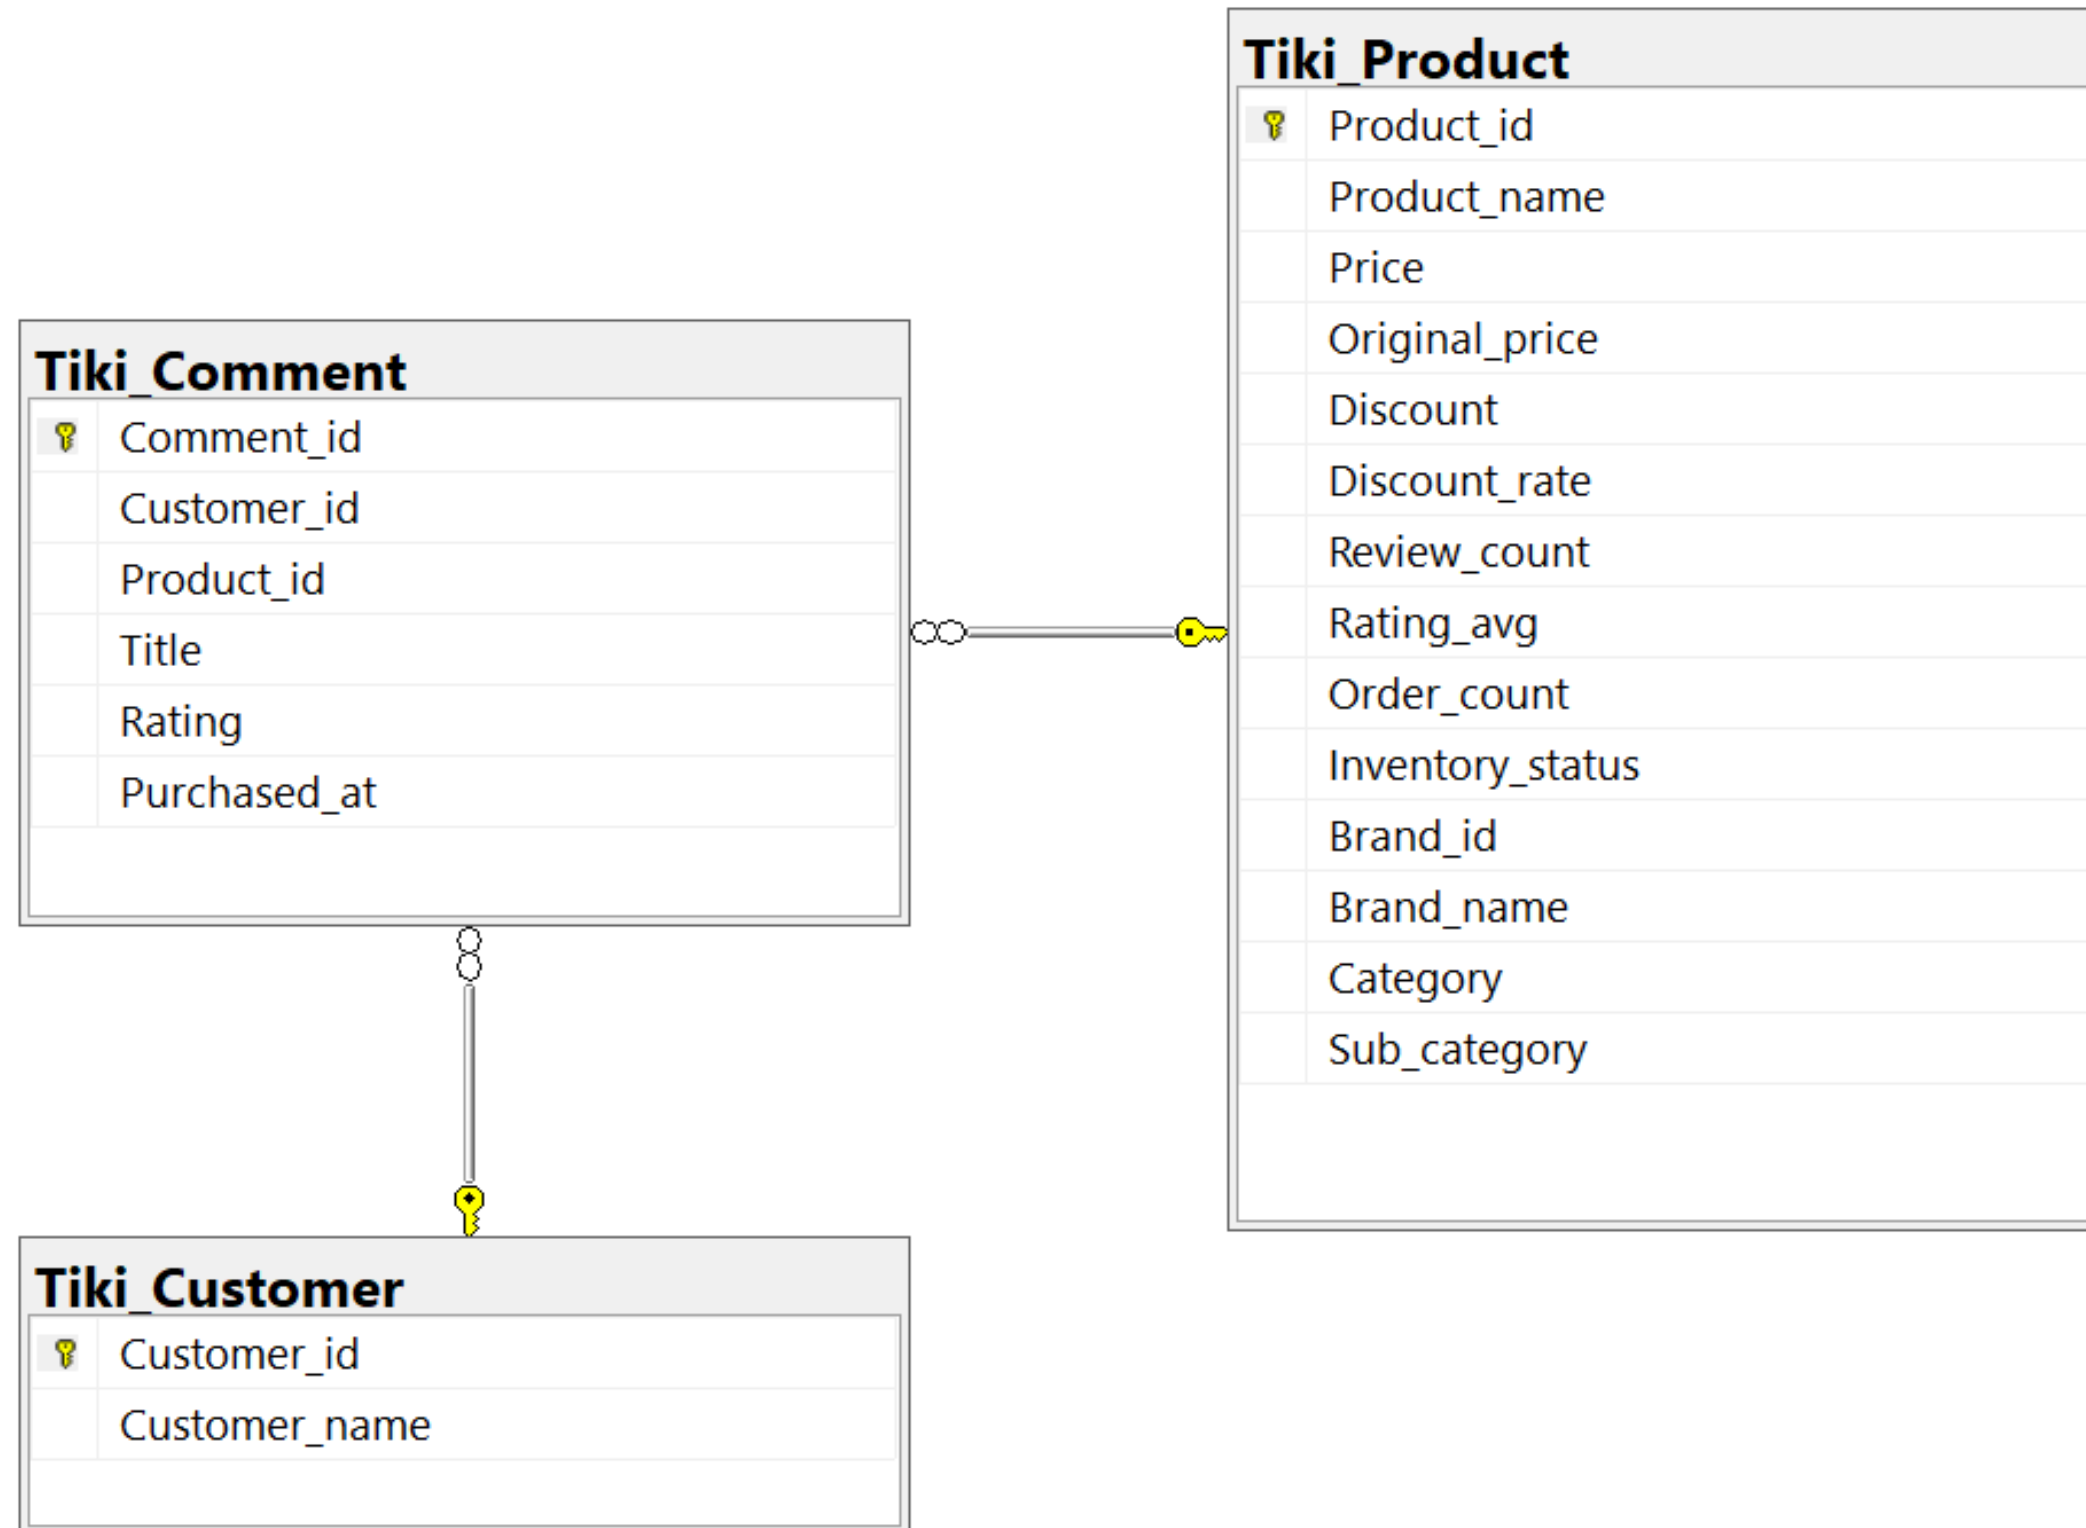 Tiki_Product
Product_id
Product_name
Price
Original_price
Discount
Discount_rate
Review_count
Rating_avg
Order_count
Inventory_status
Brand_id
Brand_name
Category
Sub_category
Tiki_Comment
Comment_id
Customer_id
Product_id
Title
Rating
Purchased_at
Tiki_Customer
Customer_id
Customer_name